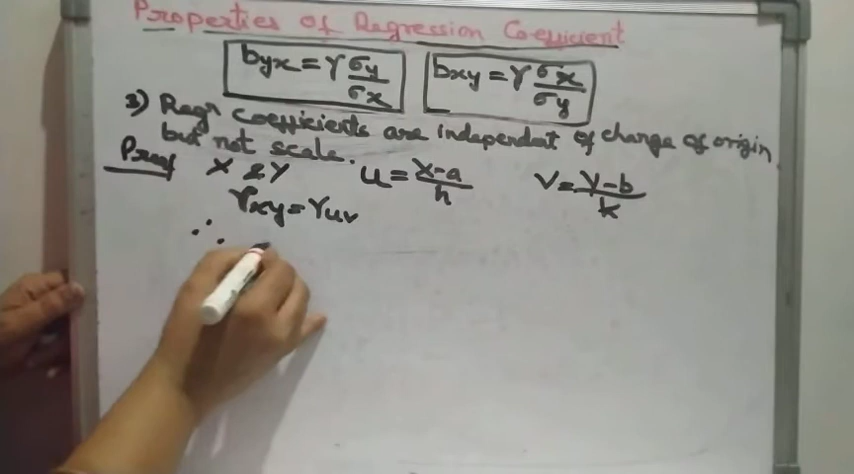 Properties of Regression Coefficient
byx = r σy/σx  bxy = r σx/σy
3) Regn Coefficients are independent of change of origin
but not scale.
Proof X & Y  u = X-a/h  V = Y-b/k
rxy = ruv
∴